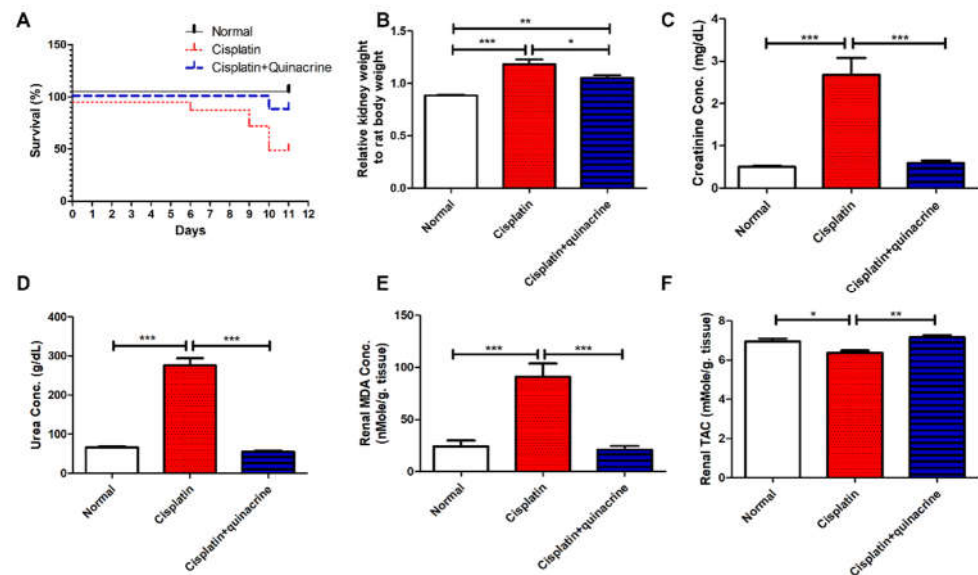 A
Normal
Cisplatin
Cisplatin+Quinacrine
Survival (%)
150
100
50
0
0 1 2 3 4 5 6 7 8 9 10 11 12
Days
B
Relative kidney weight
to rat body weight
1.5
1.0
0.5
0.0
**
*** *
Normal
Cisplatin
Cisplatin+quinacrine
C
Creatinine Conc. (mg/dL)
4
3
2
1
0
*** ***
Normal
Cisplatin
Cisplatin+quinacrine
D
Urea Conc. (g/dL)
400
300
200
100
0
*** ***
Normal
Cisplatin
Cisplatin+quinacrine
E
Renal MDA Conc.
(nMole/g. tissue)
150
100
50
0
*** ***
Normal
Cisplatin
Cisplatin+quinacrine
F
Renal TAC (mMole/g. tissue)
8
6
4
2
0
* **
Normal
Cisplatin
Cisplatin+quinacrine